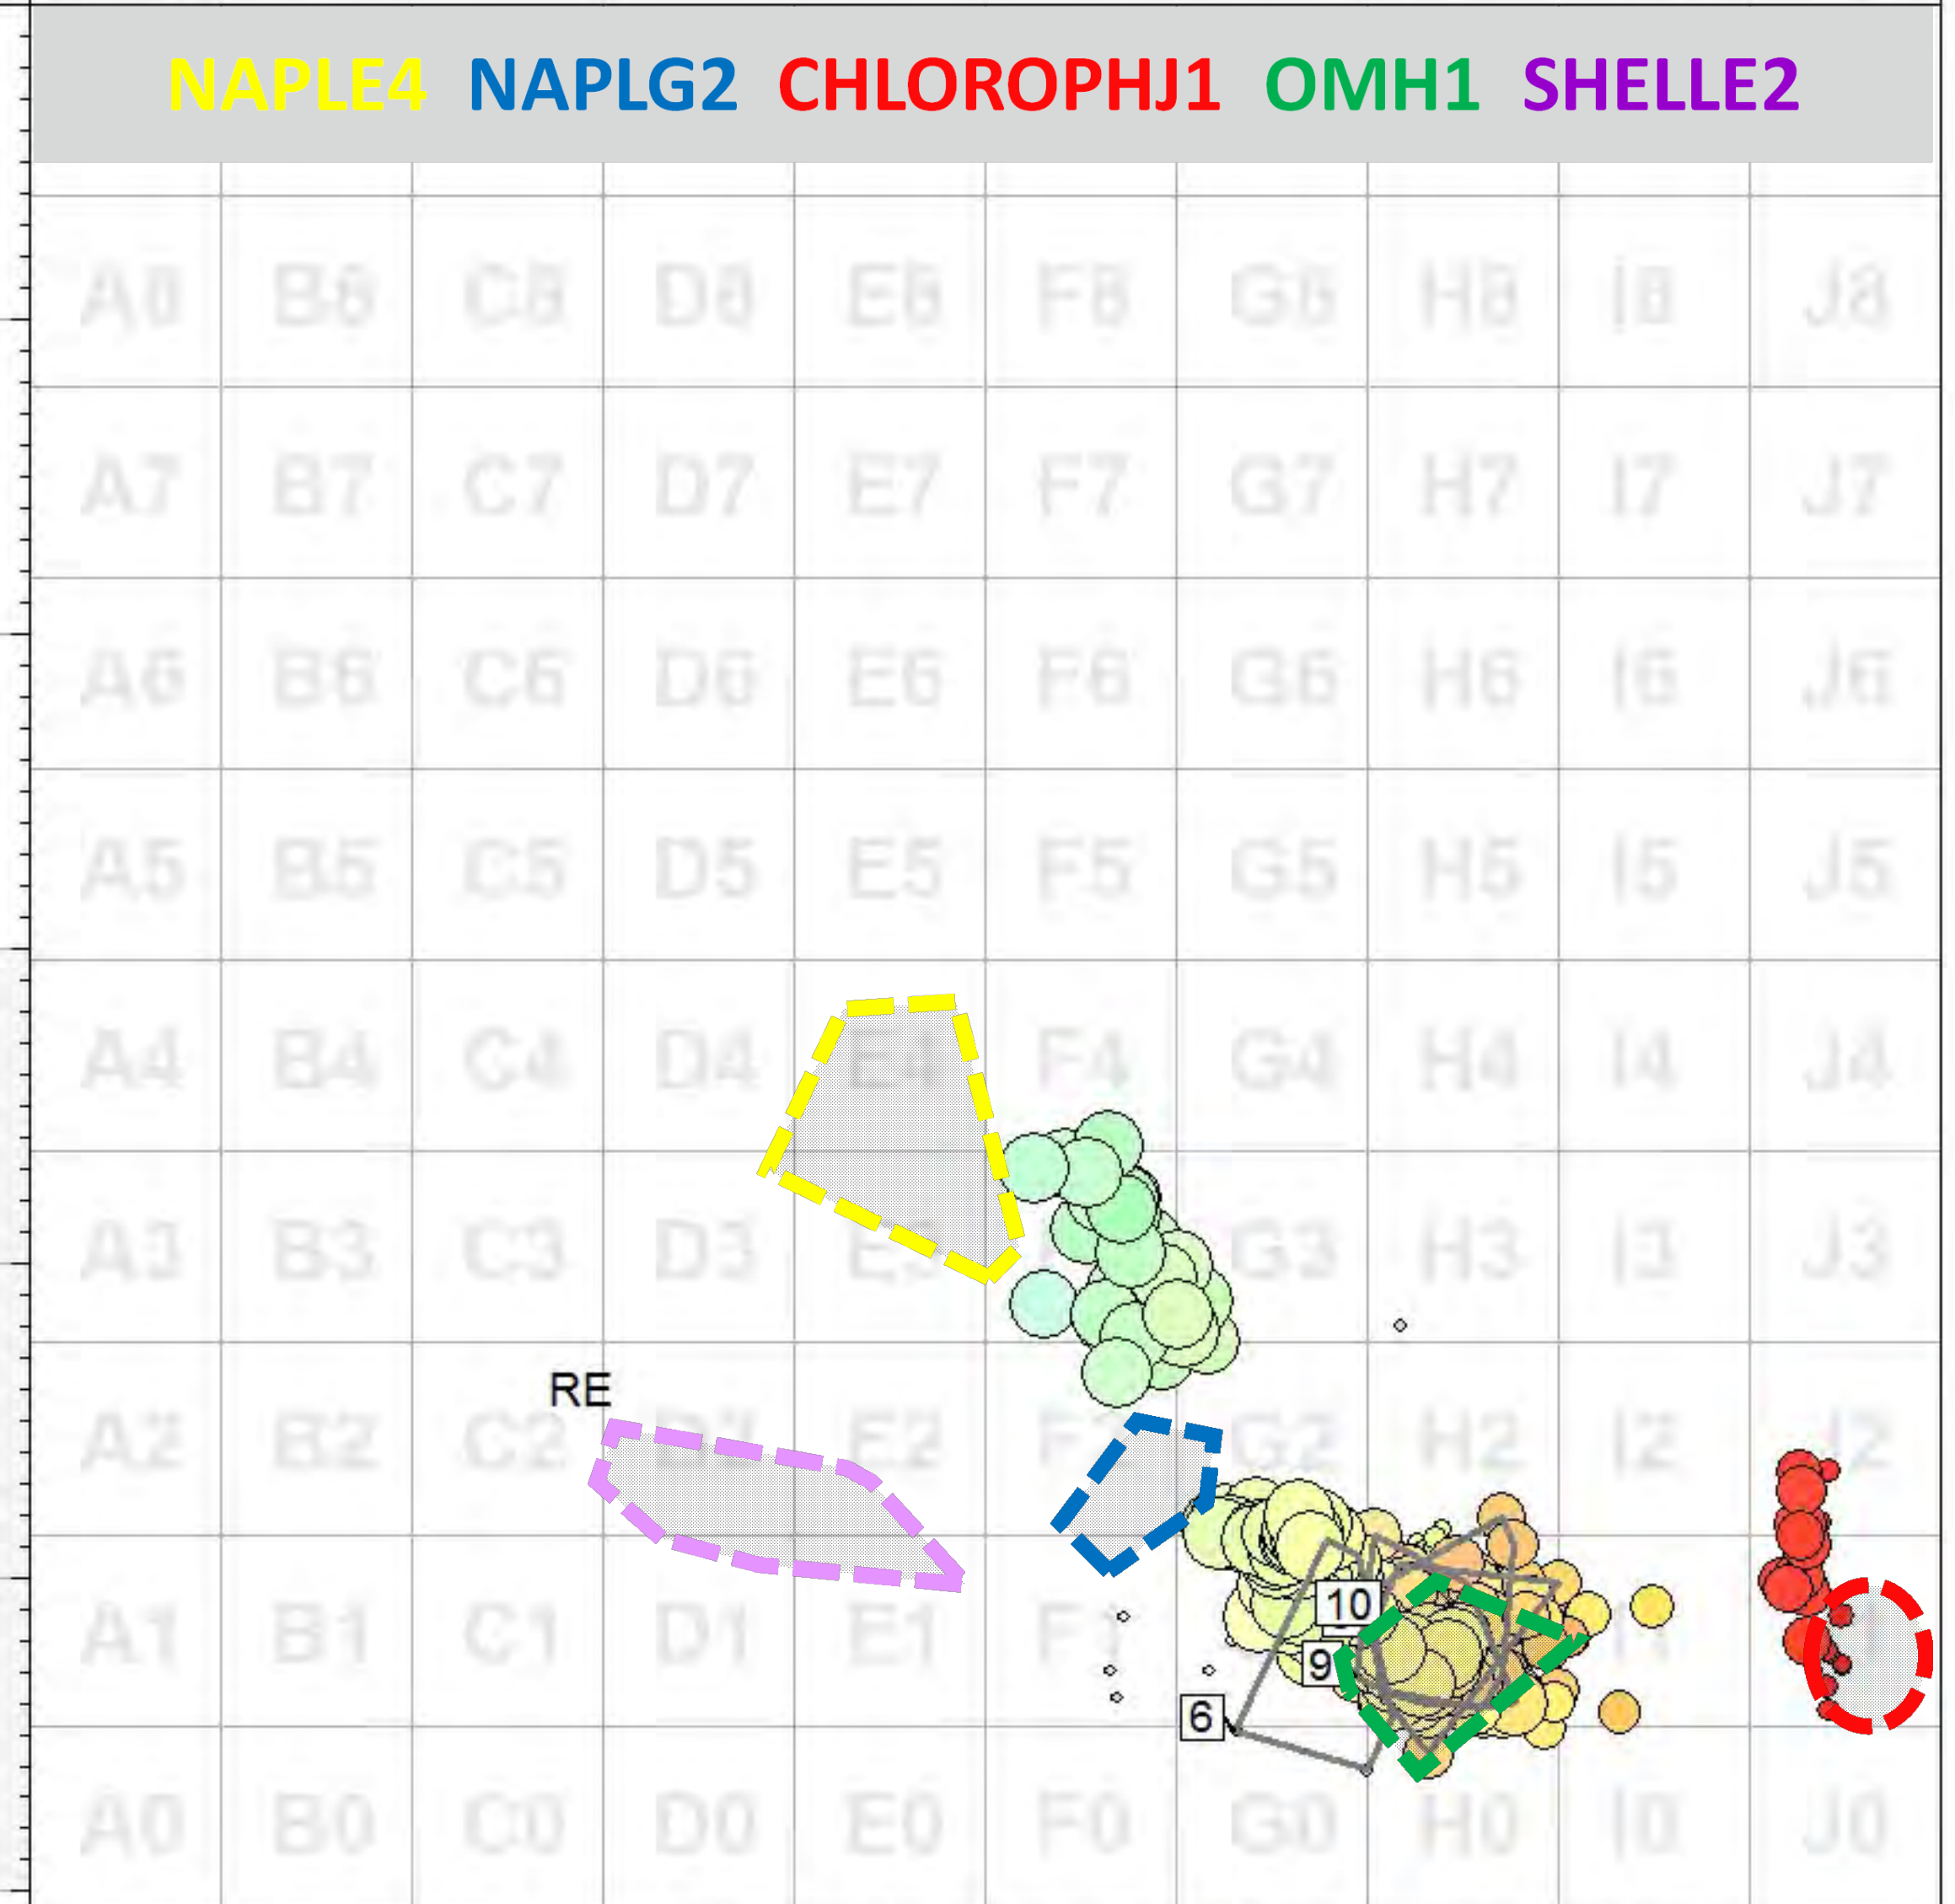 NAPLE4 NAPLG2 CHLOROPHJ1 OMH1 SHELLE2
A8 B8 C8 D8 E8 F8 G8 H8 I8 J8
A7 B7 C7 D7 E7 F7 G7 H7 I7 J7
A6 B6 C6 D6 E6 F6 G6 H6 I6 J6
A5 B5 C5 D5 E5 F5 G5 H5 I5 J5
A4 B4 C4 D4 E4 F4 G4 H4 I4 J4
A3 B3 C3 D3 E3 G3 H3 I3 J3
RE
A2 B2 C2 D2 E2 G2 H2 I2 J2
10
A1 B1 C1 D1 E1 F1
9
6
A0 B0 C0 D0 E0 F0 G0 H0 I0 J0